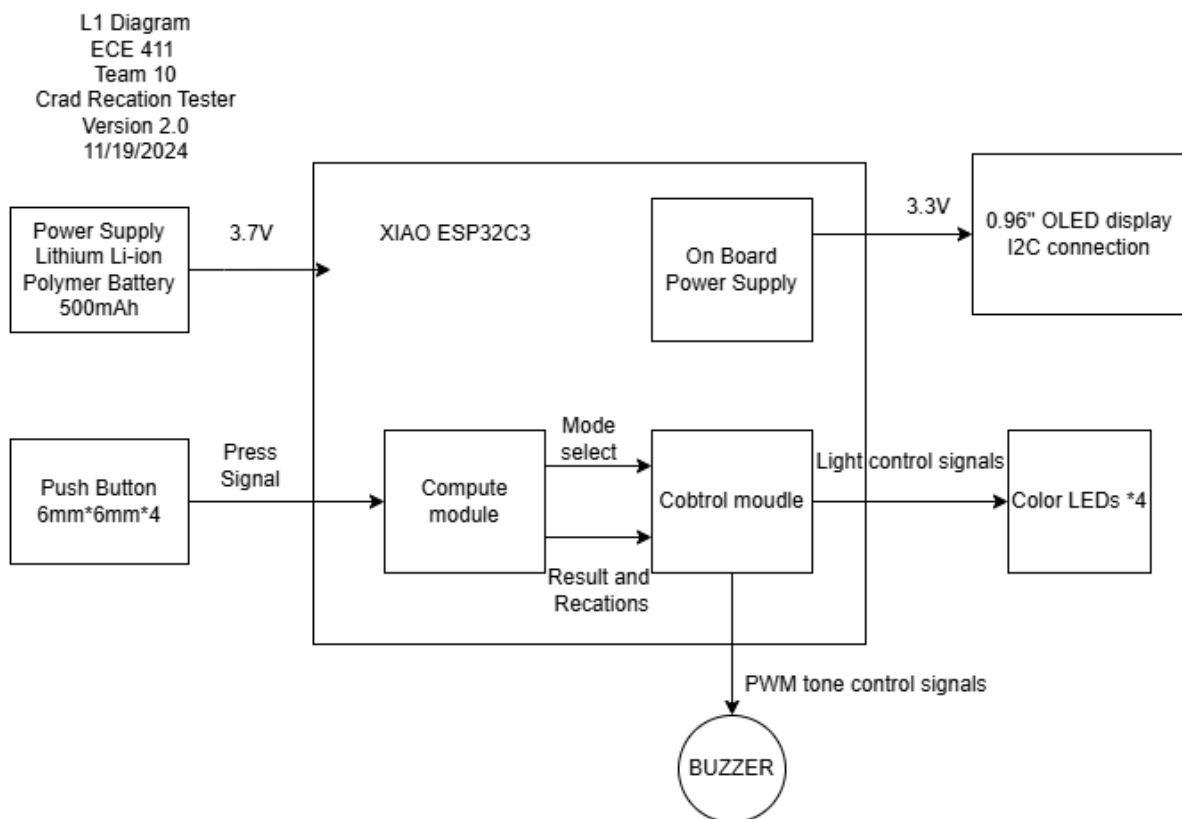 L1 Diagram
ECE 411
Team 10
Crad Recation Tester
Version 2.0
11/19/2024
Power Supply
Lithium Li-ion
Polymer Battery
500mAh
3.7V
XIAO ESP32C3
On Board
Power Supply
3.3V
0.96" OLED display
I2C connection
Push Button
6mm*6mm*4
Press
Signal
Compute
module
Mode
select
Result and
Recations
Cobtrol moudle
Light control signals
Color LEDs *4
PWM tone control signals
BUZZER